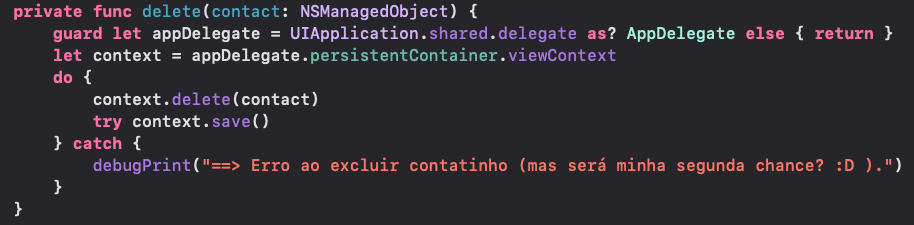 private func delete(contact: NSManagedObject) {
    guard let appDelegate = UIApplication.shared.delegate as? AppDelegate else { return }
    let context = appDelegate.persistentContainer.viewContext
    do {
        context.delete(contact)
        try context.save()
    } catch {
        debugPrint("==> Erro ao excluir contatinho (mas será minha segunda chance? :D ).")
    }
}